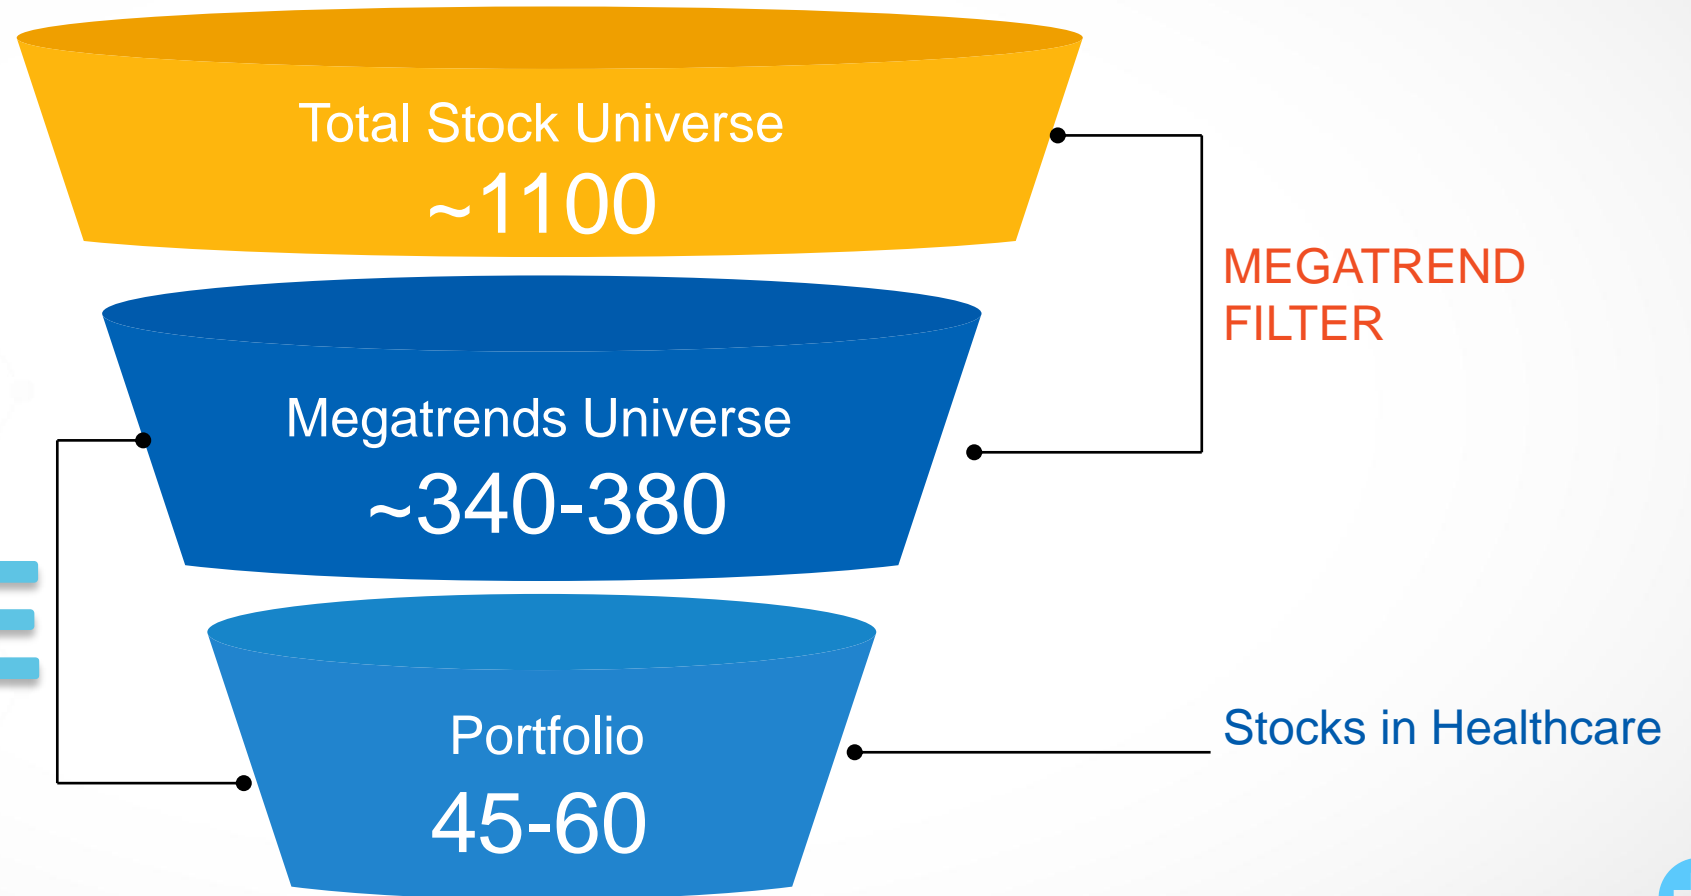 Total Stock Universe
~1100
MEGATREND
FILTER
Megatrends Universe
~340-380
Portfolio
45-60
Stocks in Healthcare